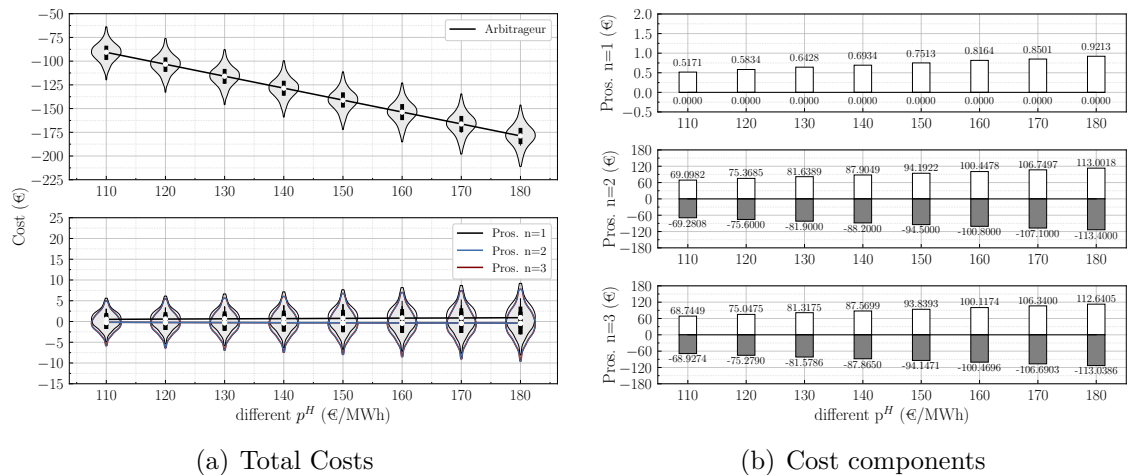 Cost (€)
−50
−75
−100
−125
−150
−175
−200
−225
Arbitrageur
110 120 130 140 150 160 170 180
25
20
15
10
5
0
−5
−10
−15
Pros. n=1
Pros. n=2
Pros. n=3
110 120 130 140 150 160 170 180
different p^H (€/MWh)
(a) Total Costs
Pros. n=1 (€)
2.0
1.5
1.0
0.5
0.0
−0.5
0.5171 0.5834 0.6428 0.6934 0.7513 0.8164 0.8501 0.9213
0.0000 0.0000 0.0000 0.0000 0.0000 0.0000 0.0000 0.0000
110 120 130 140 150 160 170 180
Pros. n=2 (€)
180
120
60
0
−60
−120
−180
69.0982 75.3685 81.6389 87.9049 94.1922 100.4478 106.7497 113.0018
-69.2808 -75.6000 -81.9000 -88.2000 -94.5000 -100.8000 -107.1000 -113.4000
110 120 130 140 150 160 170 180
Pros. n=3 (€)
180
120
60
0
−60
−120
−180
68.7449 75.0475 81.3175 87.5699 93.8393 100.1174 106.3400 112.6405
-68.9274 -75.2790 -81.5786 -87.8650 -94.1471 -100.4696 -106.6903 -113.0386
110 120 130 140 150 160 170 180
different p^H (€/MWh)
(b) Cost components